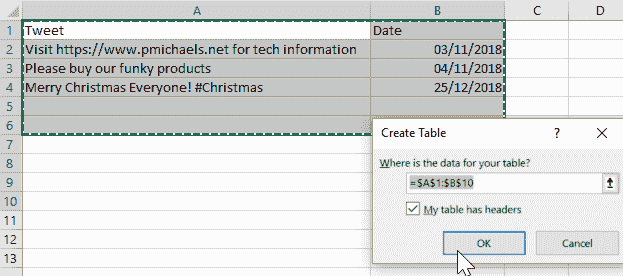 A B C D
1 Tweet Date
2 Visit https://www.pmichaels.net for tech information 03/11/2018
3 Please buy our funky products 04/11/2018
4 Merry Christmas Everyone! #Christmas 25/12/2018
5
6
7
8
9
10
11
12
13
Create Table ? ×
Where is the data for your table?
=$A$1:$B$10
My table has headers
OK Cancel